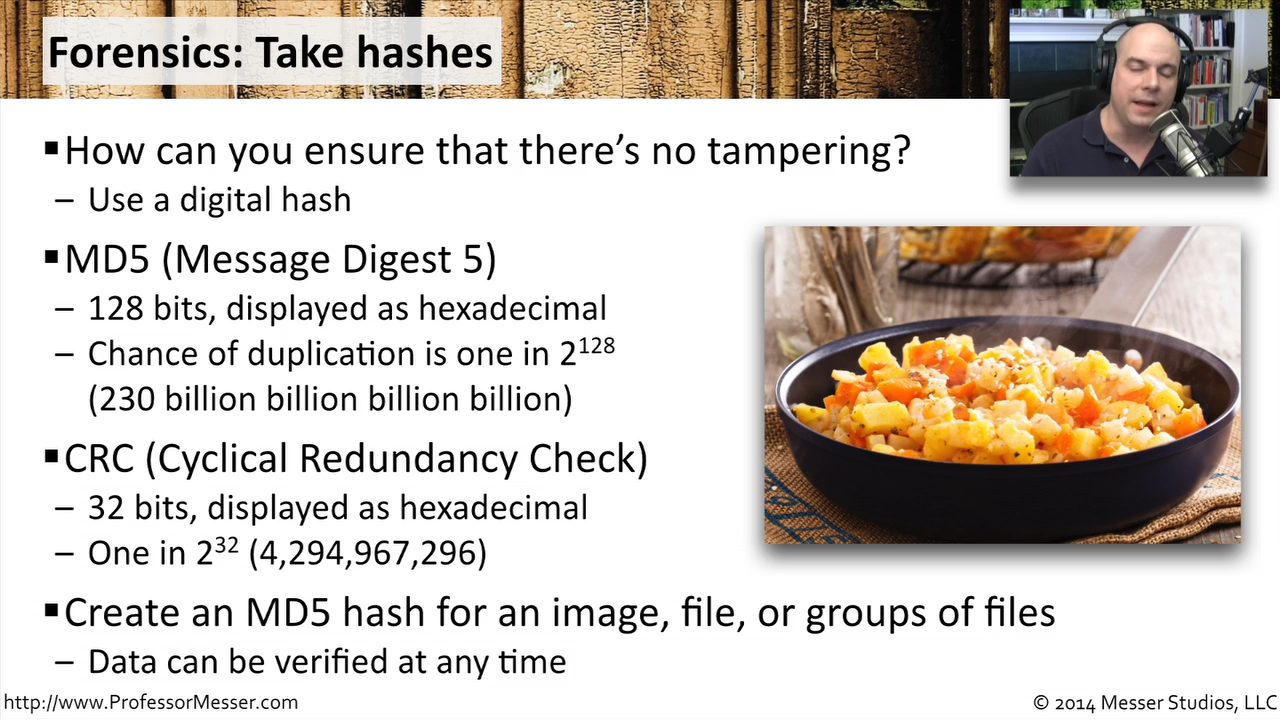 Forensics: Take hashes
▪How can you ensure that there's no tampering?
– Use a digital hash
▪MD5 (Message Digest 5)
– 128 bits, displayed as hexadecimal
– Chance of duplication is one in 2¹²⁸
(230 billion billion billion billion)
▪CRC (Cyclical Redundancy Check)
– 32 bits, displayed as hexadecimal
– One in 2³² (4,294,967,296)
▪Create an MD5 hash for an image, file, or groups of files
– Data can be verified at any time
http://www.ProfessorMesser.com
© 2014 Messer Studios, LLC